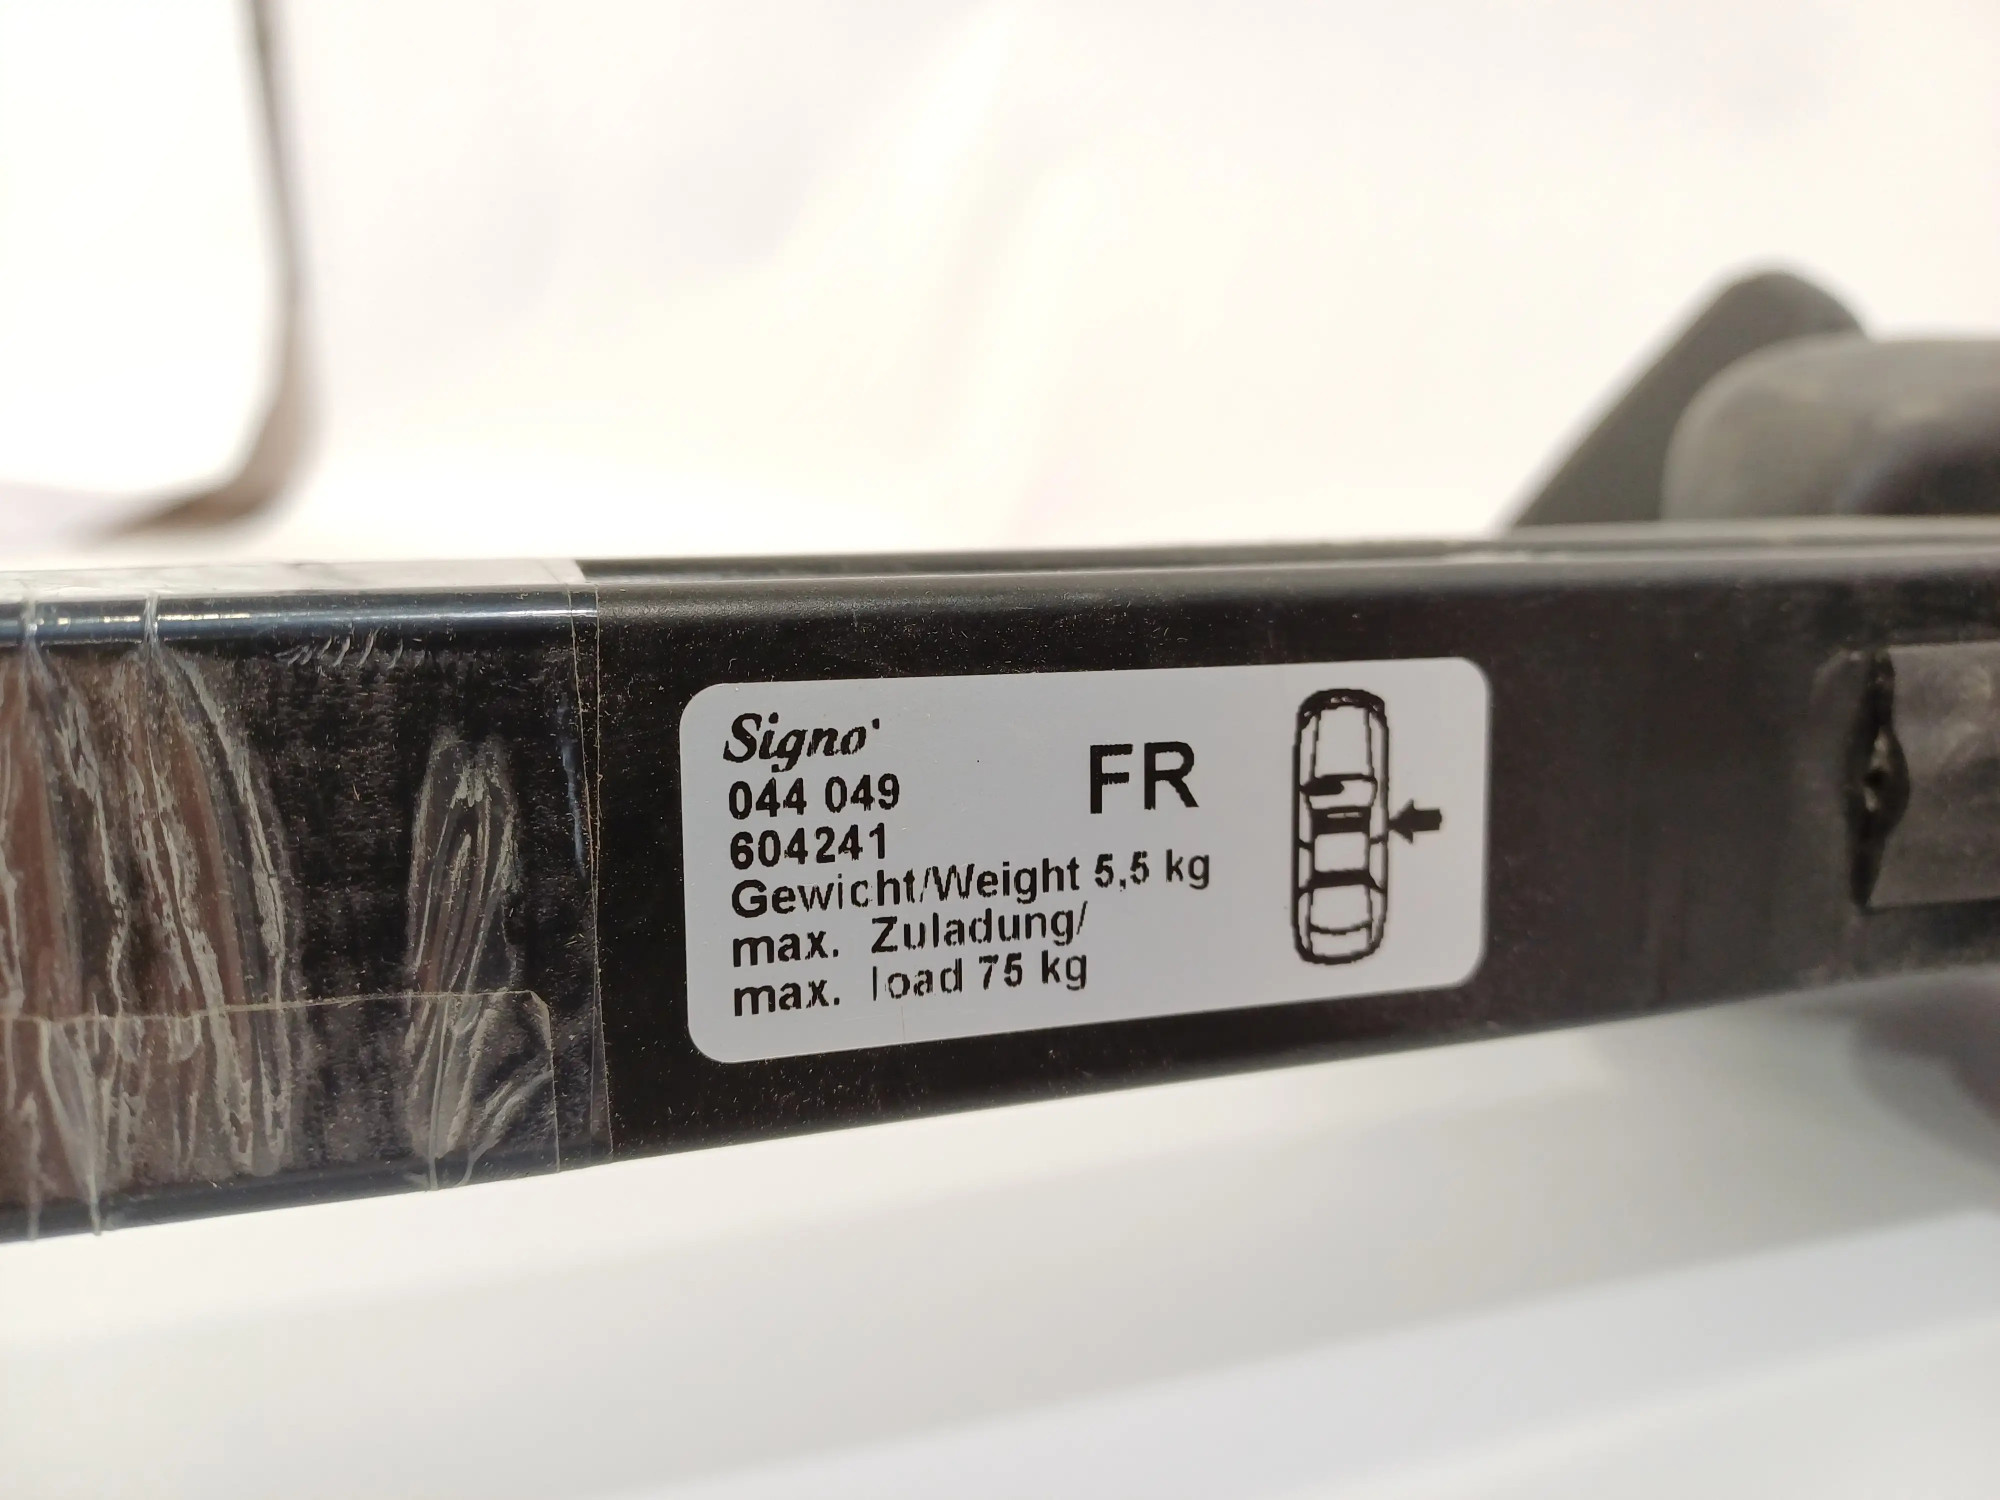 Signo
044 049
FR
604241
Gewicht/Weight 5,5 kg
max. Zuladung/
max. load 75 kg